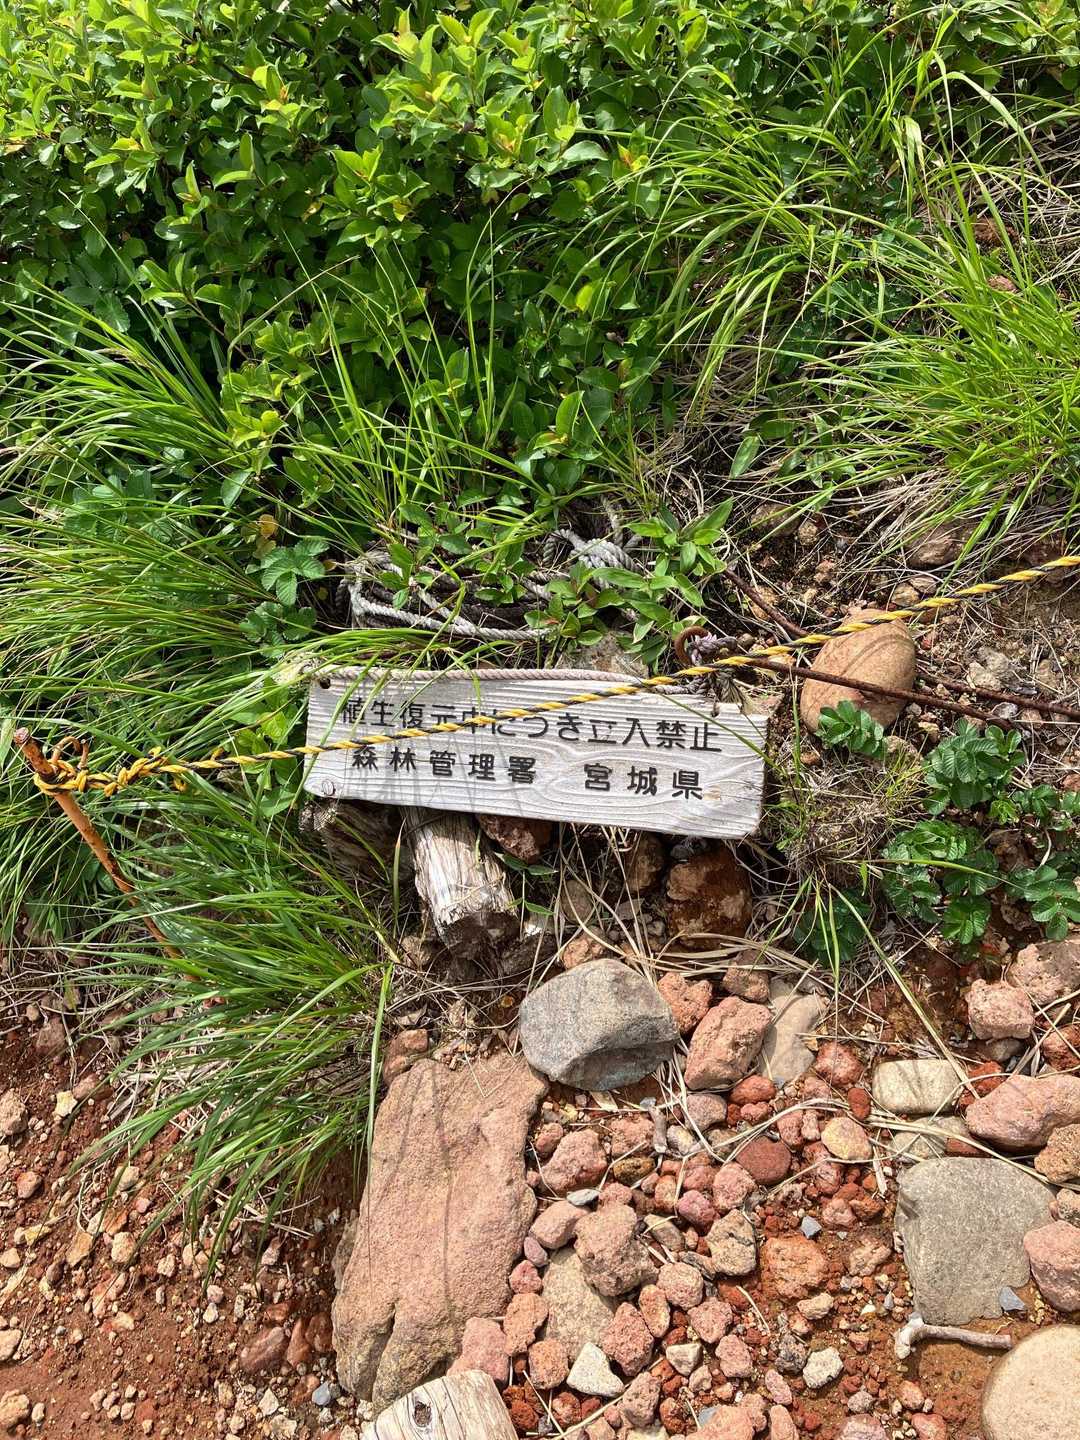 植生復元中につき立入禁止
森林管理署 宮城県